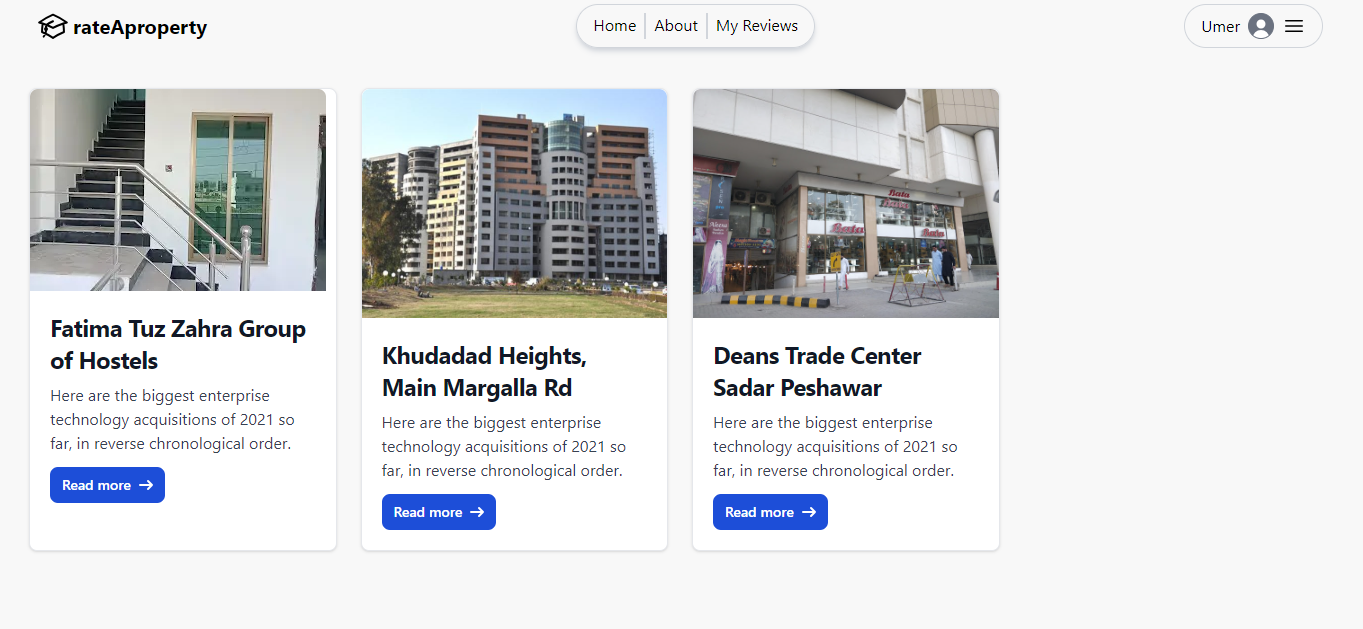 rateAproperty
Home About My Reviews
Umer
Fatima Tuz Zahra Group
of Hostels
Here are the biggest enterprise
technology acquisitions of 2021 so
far, in reverse chronological order.
Read more
Khudadad Heights,
Main Margalla Rd
Here are the biggest enterprise
technology acquisitions of 2021 so
far, in reverse chronological order.
Read more
Bata
Bata
Bata
Deans Trade Center
Sadar Peshawar
Here are the biggest enterprise
technology acquisitions of 2021 so
far, in reverse chronological order.
Read more